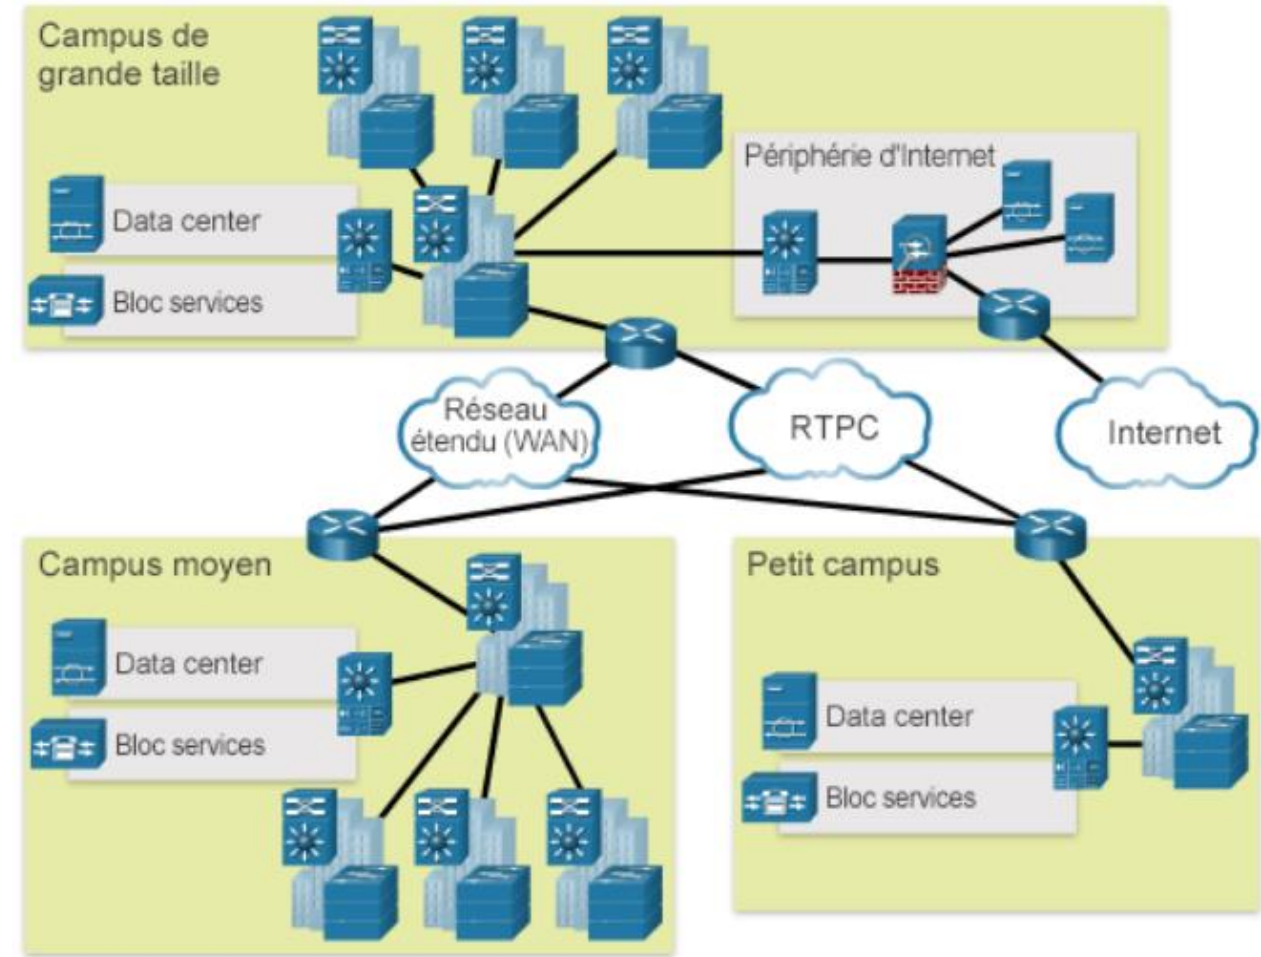 Campus de
grande taille
Périphérie d'Internet
Data center
Bloc services
Réseau
étendu (WAN)
RTPC
Internet
Campus moyen
Data center
Bloc services
Petit campus
Data center
Bloc services